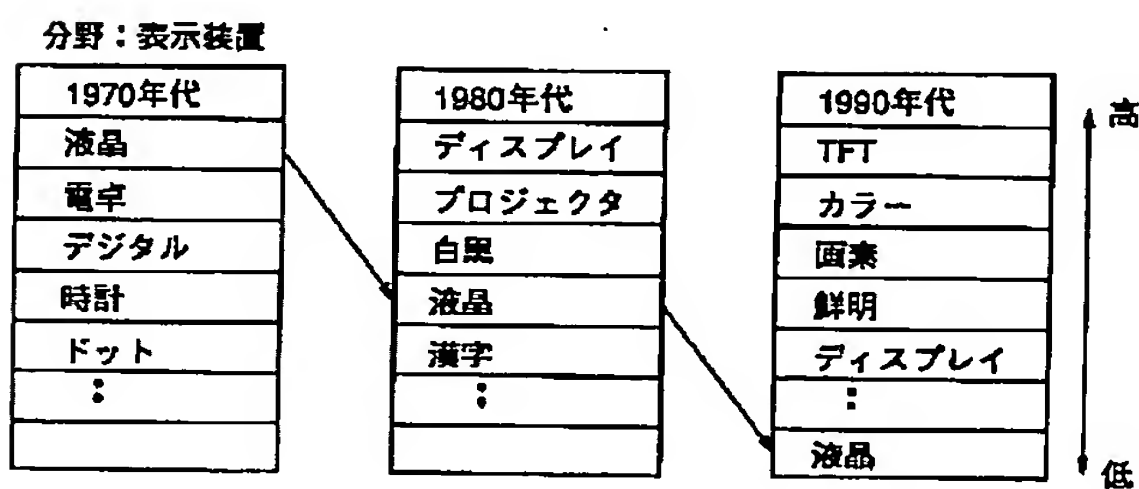 分野：表示装置
1970年代
液晶
電卓
デジタル
時計
ドット
：
1980年代
ディスプレイ
プロジェクタ
白黒
液晶
漢字
：
1990年代
TFT
カラー
画素
鮮明
ディスプレイ
：
液晶
高
低